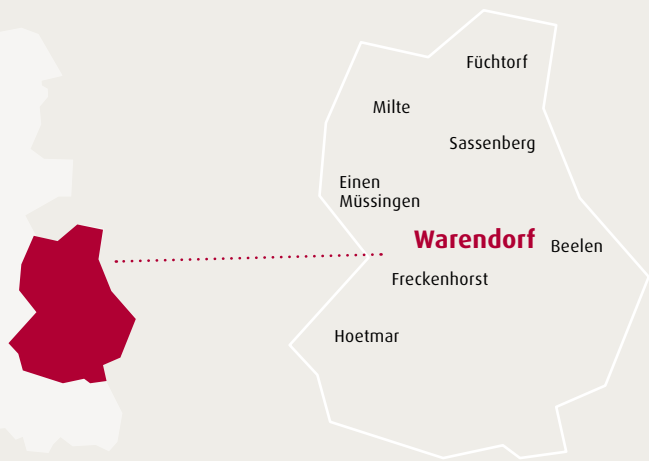 Füchtorf
Milte
Sassenberg
Einen
Müssingen
Warendorf
Beelen
Freckenhorst
Hoetmar